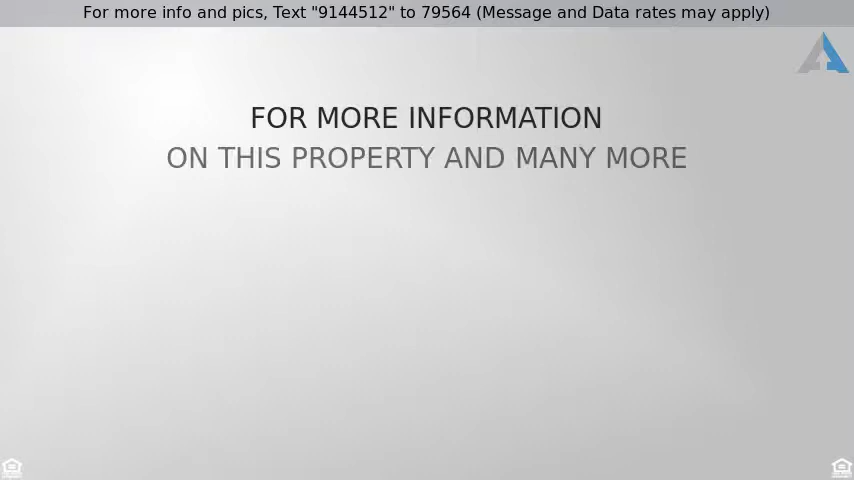 For more info and pics, Text "9144512" to 79564 (Message and Data rates may apply)
FOR MORE INFORMATION
ON THIS PROPERTY AND MANY MORE